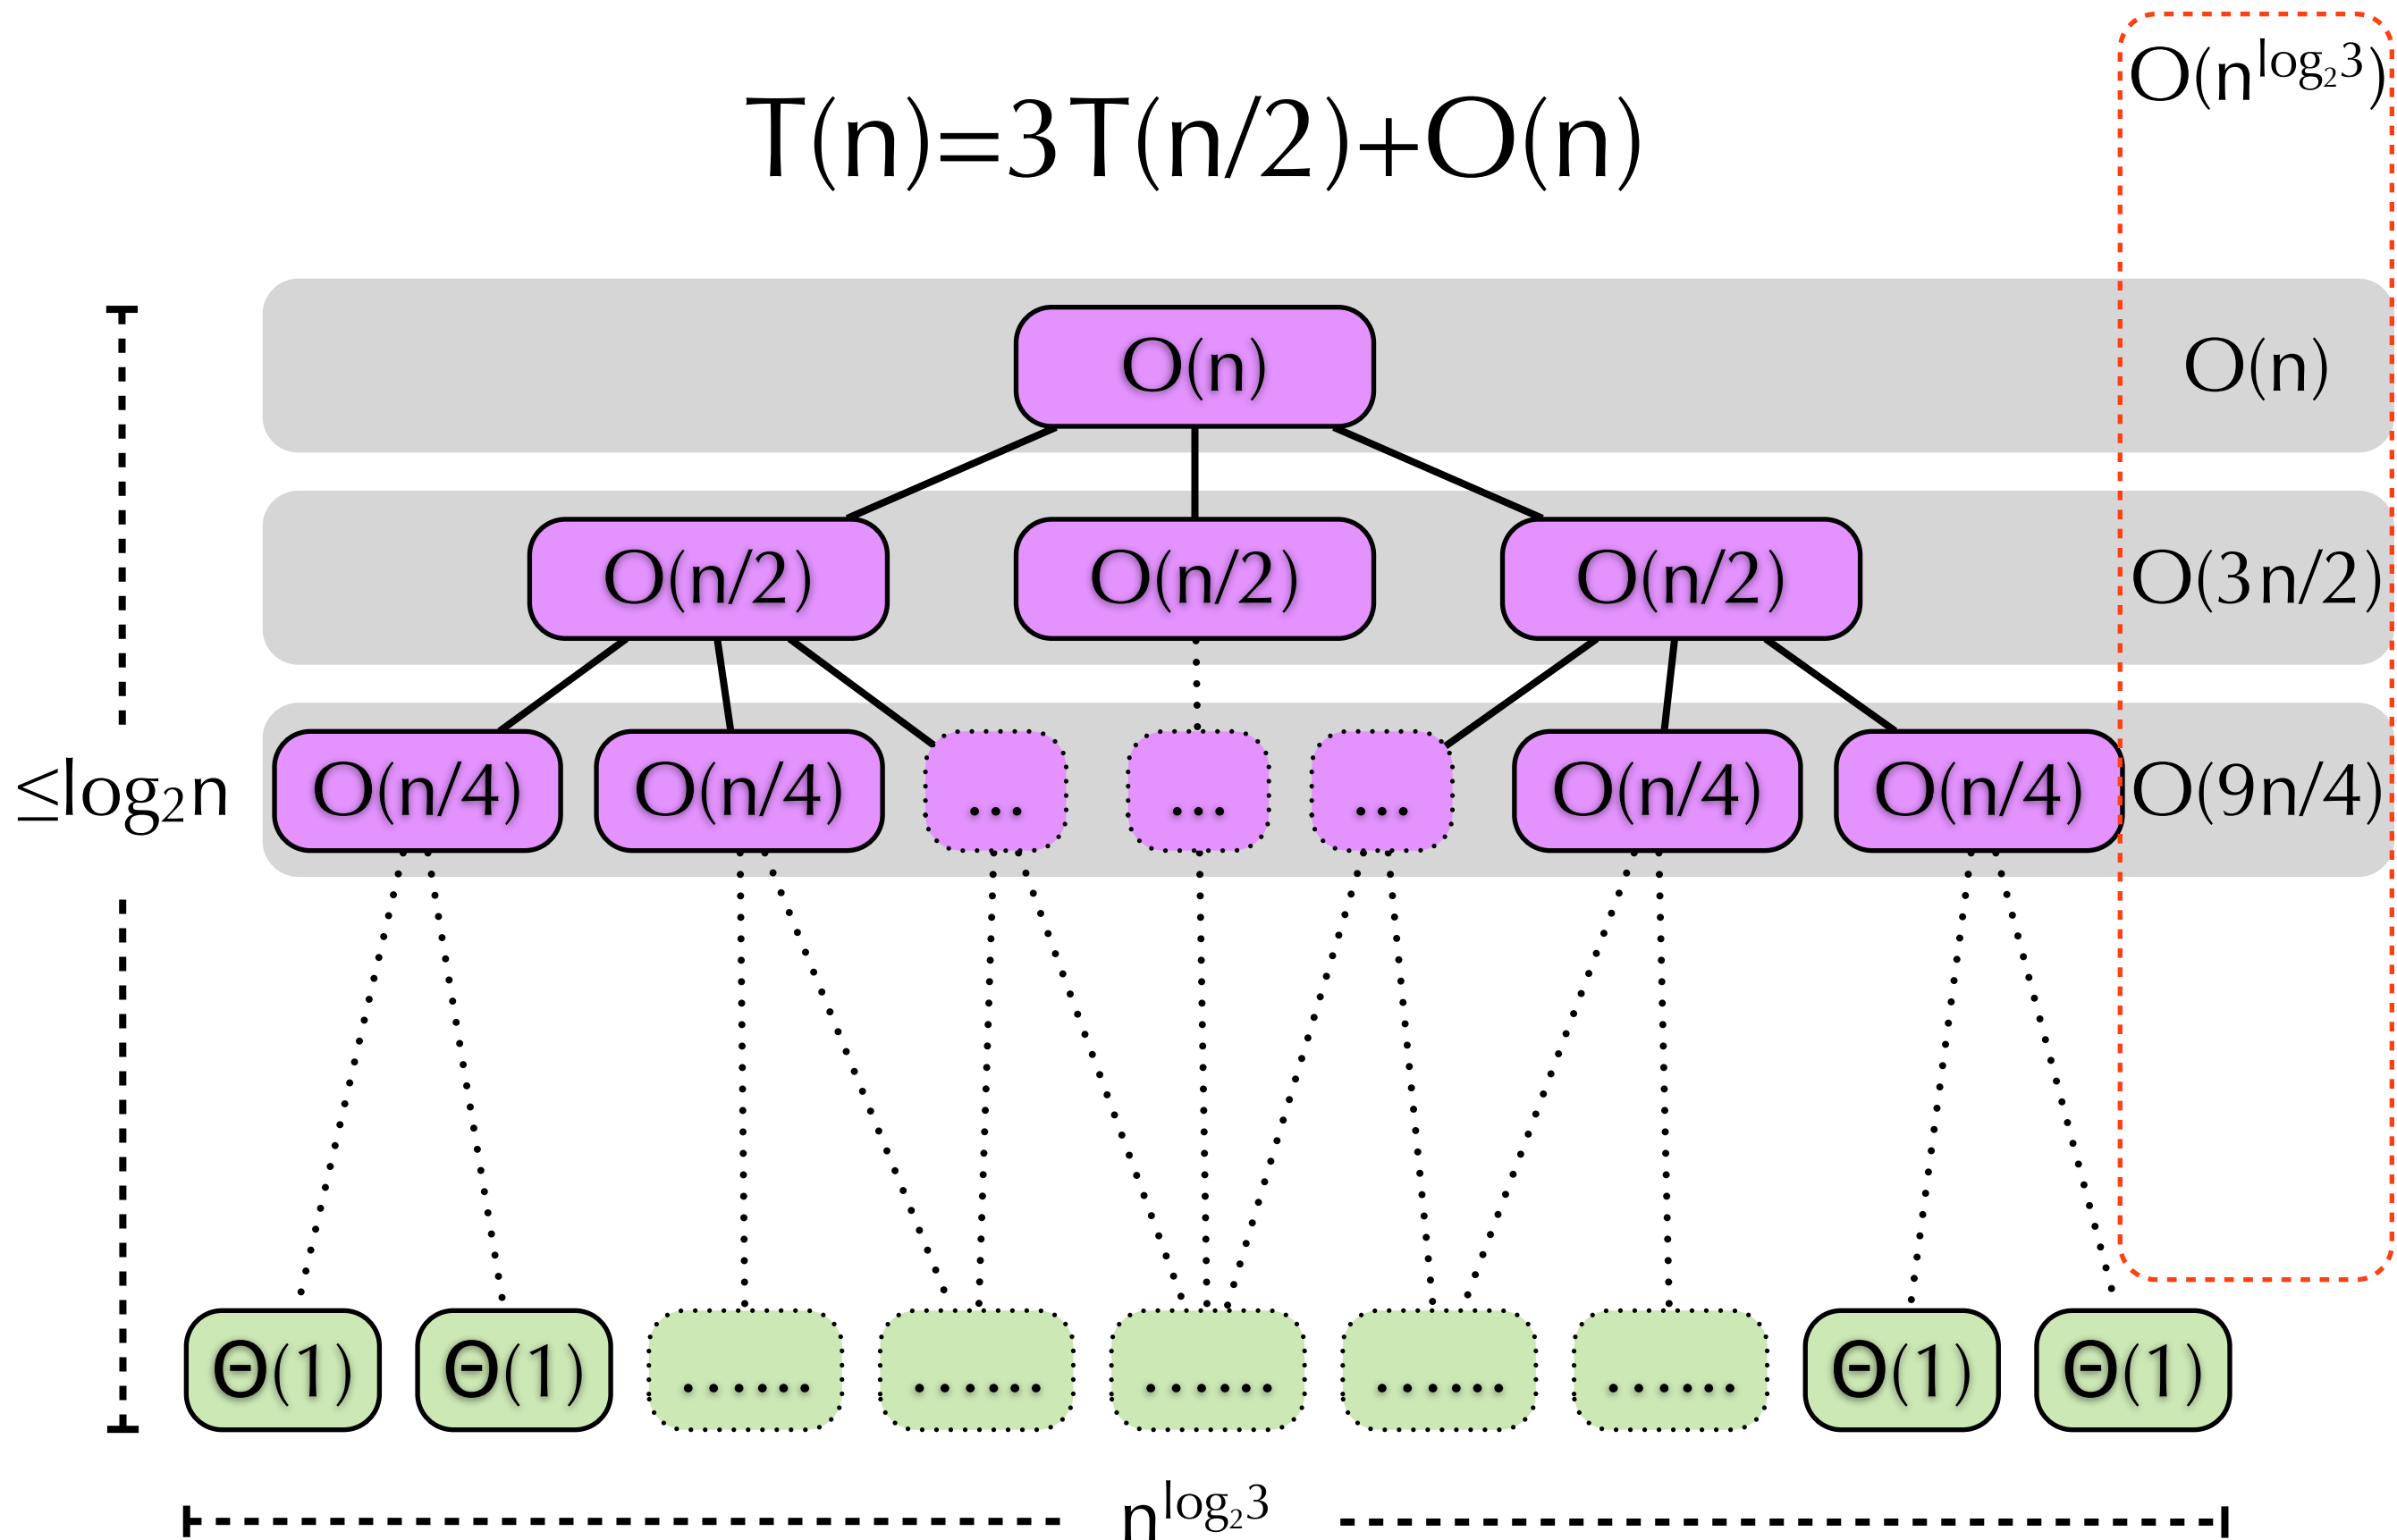 O(n^log₂3)
T(n)=3T(n/2)+O(n)
O(n) O(n)
O(n/2) O(n/2) O(n/2) O(3n/2)
≤log₂n O(n/4) O(n/4) ... ... ... O(n/4) O(n/4) O(9n/4)
Θ(1) Θ(1) ...... ...... ...... ...... ...... Θ(1) Θ(1)
n^log₂3